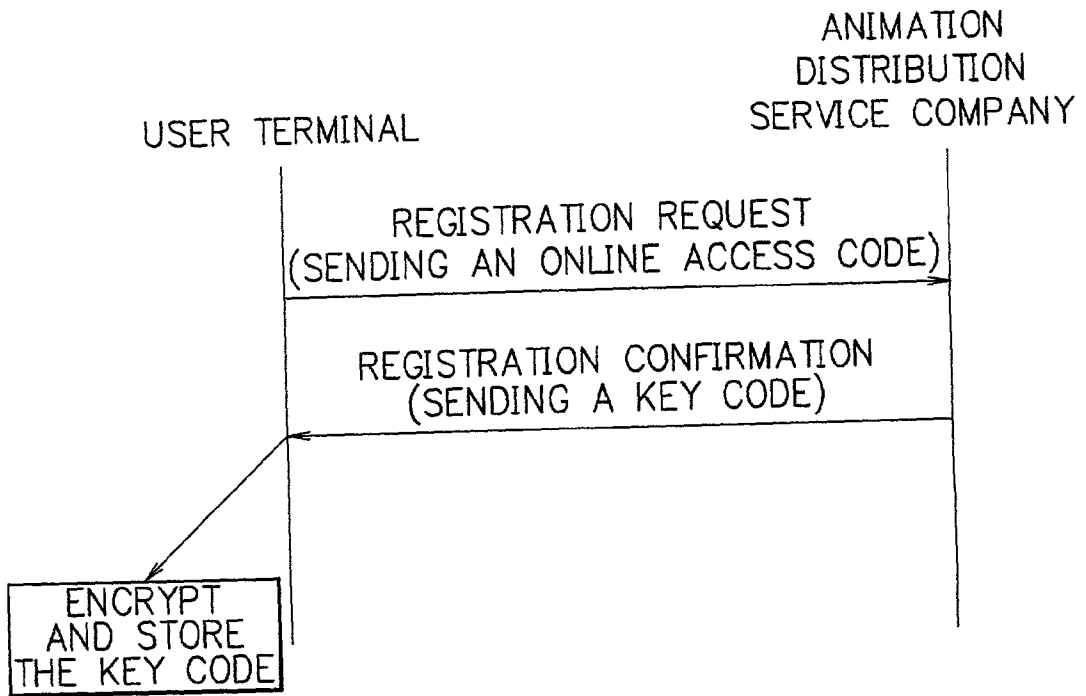 ANIMATION
DISTRIBUTION
SERVICE COMPANY
USER TERMINAL
REGISTRATION REQUEST
(SENDING AN ONLINE ACCESS CODE)
REGISTRATION CONFIRMATION
(SENDING A KEY CODE)
ENCRYPT
AND STORE
THE KEY CODE